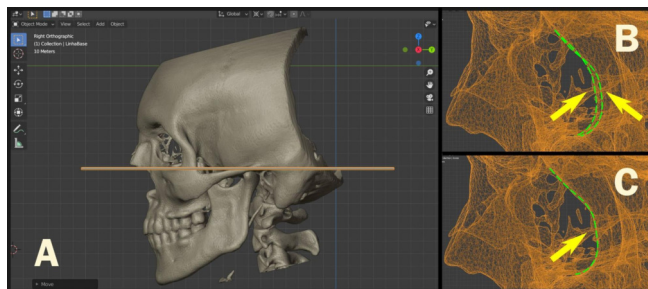 Object Mode
View
Select
Add
Object
Global
Right Orthographic
(1) Collection | LinhaBase
10 Meters
A
Move
B
C